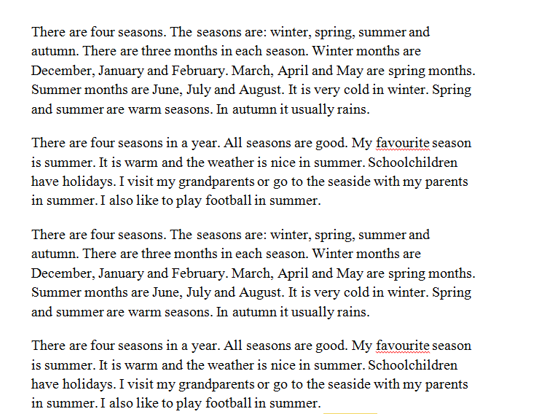 There are four seasons. The seasons are: winter, spring, summer and
autumn. There are three months in each season. Winter months are
December, January and February. March, April and May are spring months.
Summer months are June, July and August. It is very cold in winter. Spring
and summer are warm seasons. In autumn it usually rains.
There are four seasons in a year. All seasons are good. My favourite season
is summer. It is warm and the weather is nice in summer. Schoolchildren
have holidays. I visit my grandparents or go to the seaside with my parents
in summer. I also like to play football in summer.
There are four seasons. The seasons are: winter, spring, summer and
autumn. There are three months in each season. Winter months are
December, January and February. March, April and May are spring months.
Summer months are June, July and August. It is very cold in winter. Spring
and summer are warm seasons. In autumn it usually rains.
There are four seasons in a year. All seasons are good. My favourite season
is summer. It is warm and the weather is nice in summer. Schoolchildren
have holidays. I visit my grandparents or go to the seaside with my parents
in summer. I also like to play football in summer.